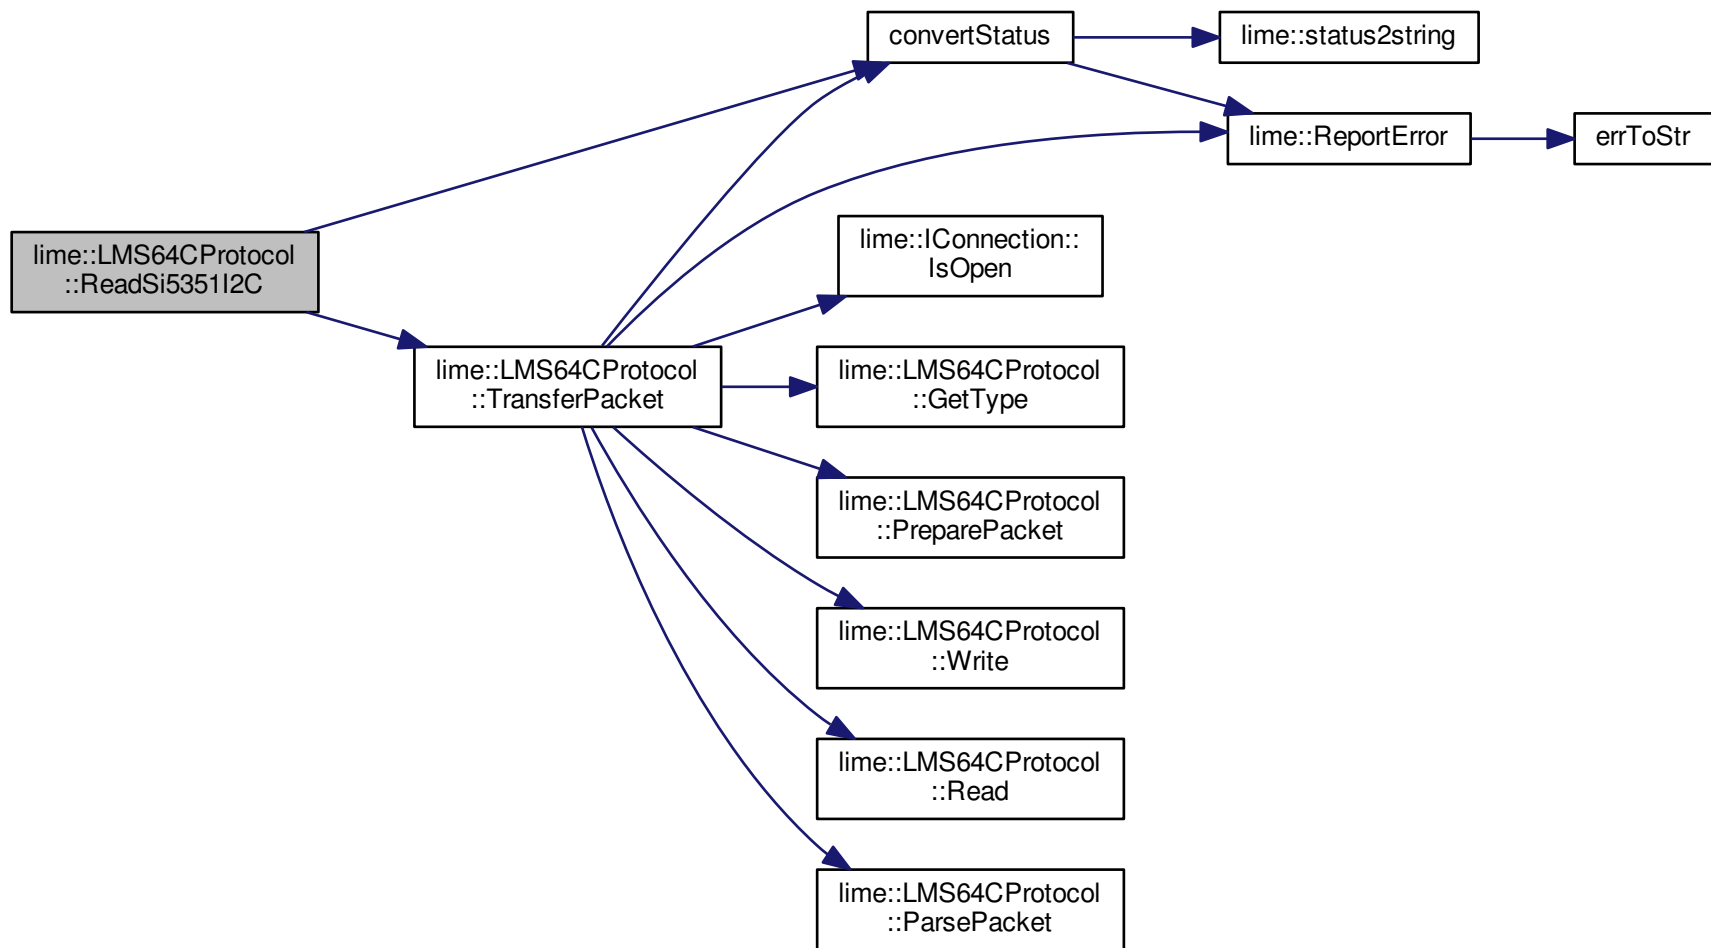 convertStatus
lime::status2string
lime::ReportError
errToStr
lime::LMS64CProtocol
::ReadSi5351I2C
lime::IConnection::
IsOpen
lime::LMS64CProtocol
::TransferPacket
lime::LMS64CProtocol
::GetType
lime::LMS64CProtocol
::PreparePacket
lime::LMS64CProtocol
::Write
lime::LMS64CProtocol
::Read
lime::LMS64CProtocol
::ParsePacket